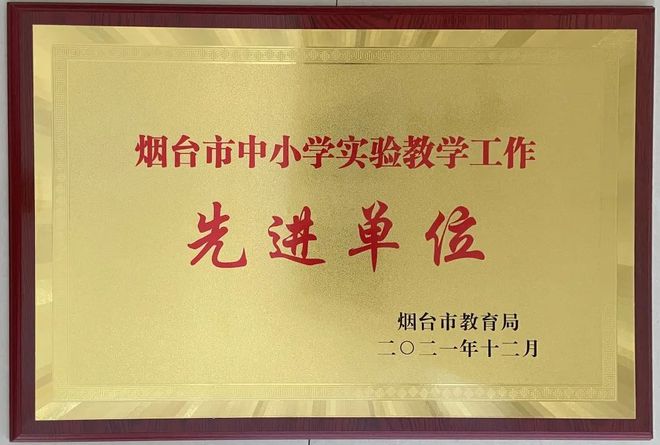 烟台市中小学实验教学工作
先进单位
烟台市教育局
二〇二一年十二月